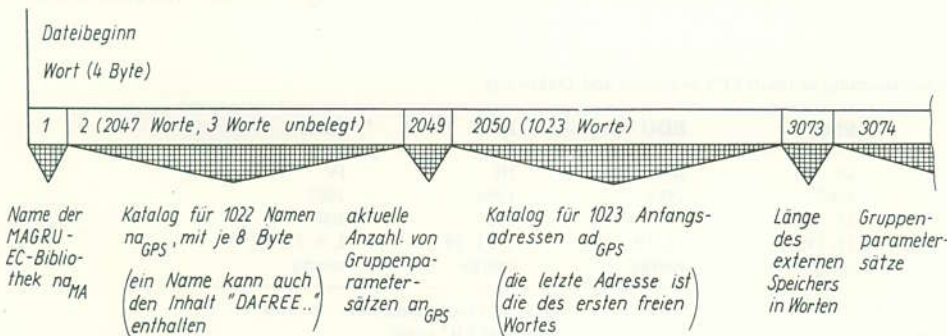 Dateibeginn
Wort (4 Byte)
1
2 (2047 Worte, 3 Worte unbelegt)
2049
2050 (1023 Worte)
3073
3074
Name der
MAGRU-
EC-Biblio-
thek na_MA
Katalog für 1022 Namen
na_GPS, mit je 8 Byte
(ein Name kann auch
den Inhalt "DAFREE.."
enthalten)
aktuelle
Anzahl von
Gruppenpa-
rameter-
sätzen an_GPS
Katalog für 1023 Anfangs-
adressen ad_GPS
(die letzte Adresse ist
die des ersten freien
Wortes)
Länge
des
externen
Speichers
in Worten
Gruppen-
parameter-
sätze